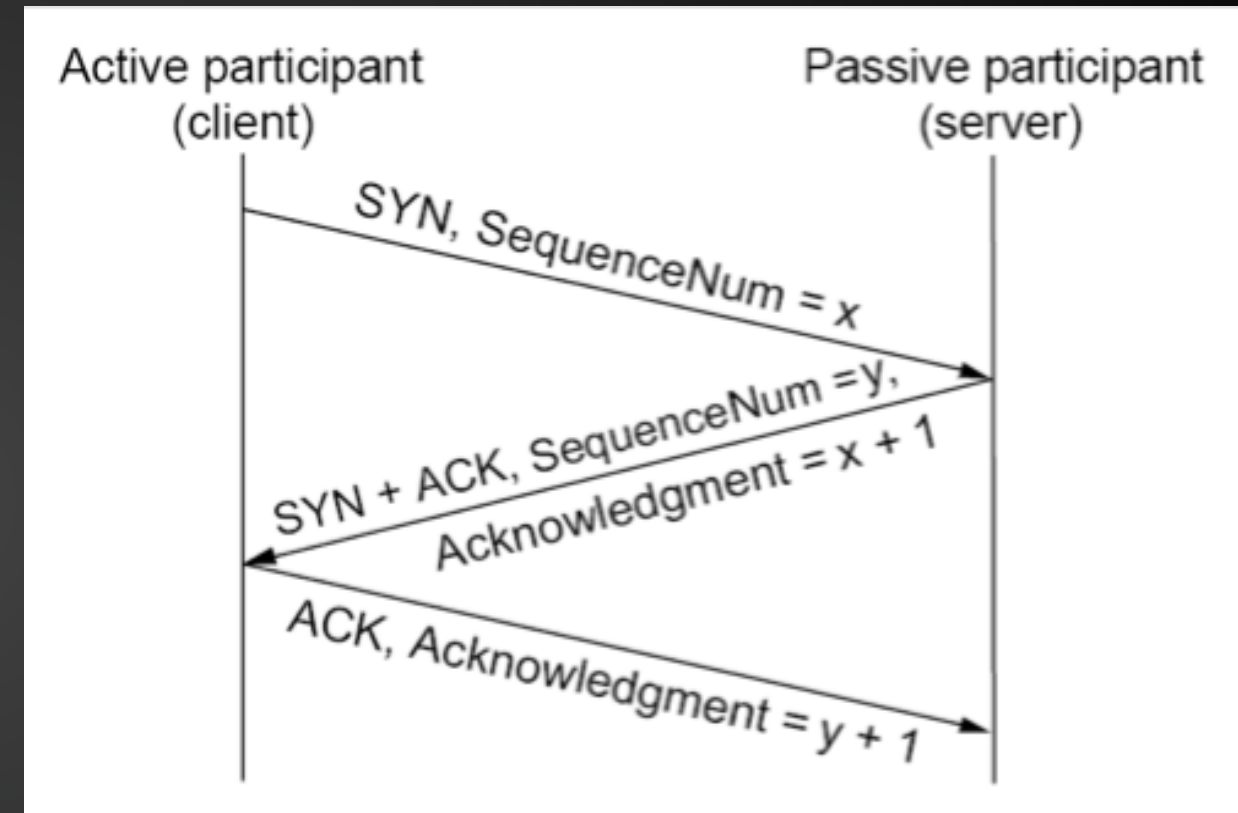 Active participant
(client)
Passive participant
(server)
SYN, SequenceNum = x
SYN + ACK, SequenceNum =y,
Acknowledgment = x + 1
ACK, Acknowledgment = y + 1